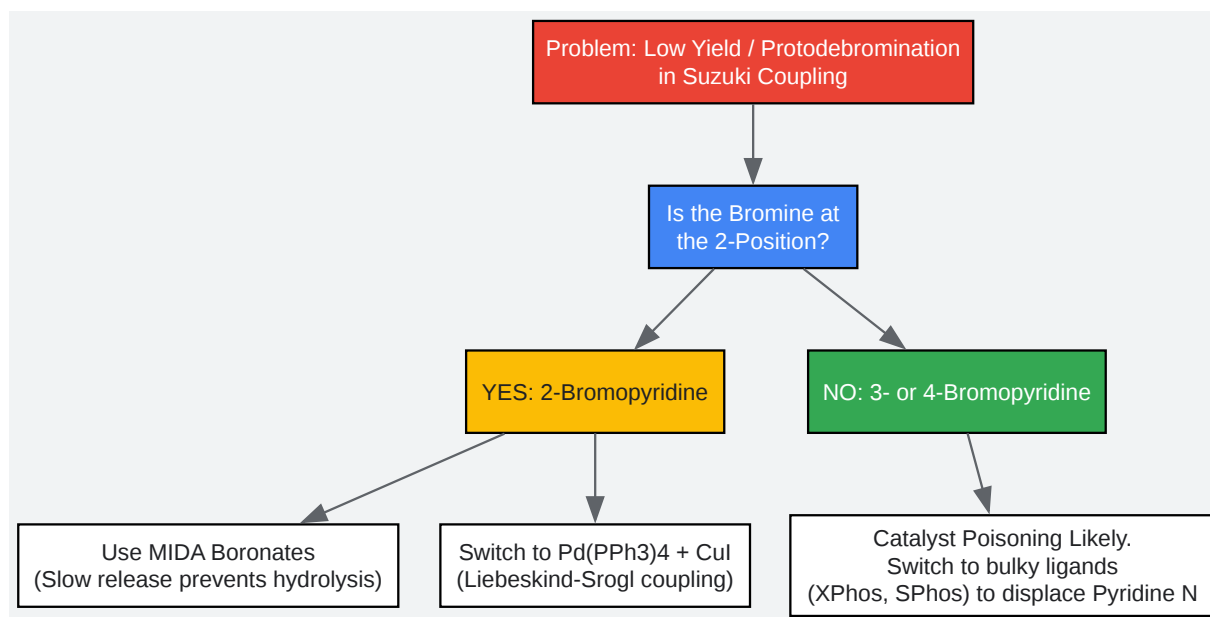 Problem: Low Yield / Protodebromination
in Suzuki Coupling
Is the Bromine at
the 2-Position?
YES: 2-Bromopyridine
NO: 3- or 4-Bromopyridine
Use MIDA Boronates
(Slow release prevents hydrolysis)
Switch to Pd(PPh3)4 + CuI
(Liebeskind-Srogl coupling)
Catalyst Poisoning Likely.
Switch to bulky ligands
(XPhos, SPhos) to displace Pyridine N